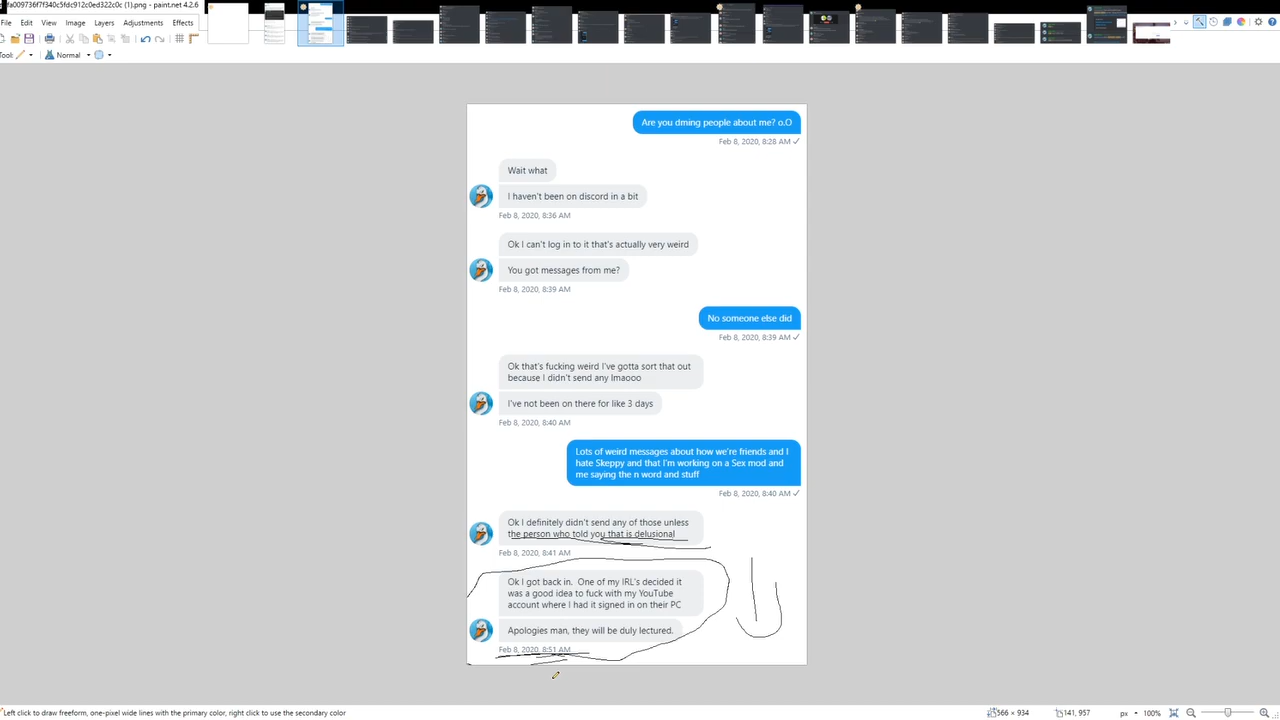 fa009736f7f340c5fdc912c0ed322c0c (1).png - paint.net 4.2.6
Edit View Image Layers Adjustments Effects
Tool: Normal
Are you dming people about me? o.O
Feb 8, 2020, 8:28 AM ✓
Wait what
I haven't been on discord in a bit
Feb 8, 2020, 8:36 AM
Ok I can't log in to it that's actually very weird
You got messages from me?
Feb 8, 2020, 8:39 AM
No someone else did
Feb 8, 2020, 8:39 AM ✓
Ok that's fucking weird I've gotta sort that out
because I didn't send any lmaooo
I've not been on there for like 3 days
Feb 8, 2020, 8:40 AM
Lots of weird messages about how we're friends and I
hate Skeppy and that I'm working on a Sex mod and
me saying the n word and stuff
Feb 8, 2020, 8:40 AM ✓
Ok I definitely didn't send any of those unless
the person who told you that is delusional
Feb 8, 2020, 8:41 AM
Ok I got back in. One of my IRL's decided it
was a good idea to fuck with my YouTube
account where I had it signed in on their PC
Apologies man, they will be duly lectured.
Feb 8, 2020, 8:51 AM
Left click to draw freeform, one-pixel wide lines with the primary color, right click to use the secondary color
566 × 934
141, 957
px
100%